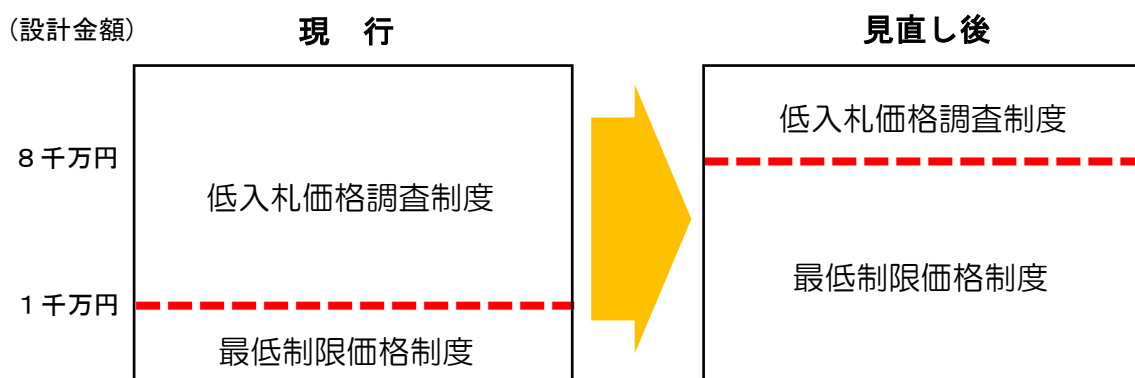 (設計金額) 現　行 見直し後
低入札価格調査制度
８千万円
低入札価格調査制度
最低制限価格制度
１千万円
最低制限価格制度